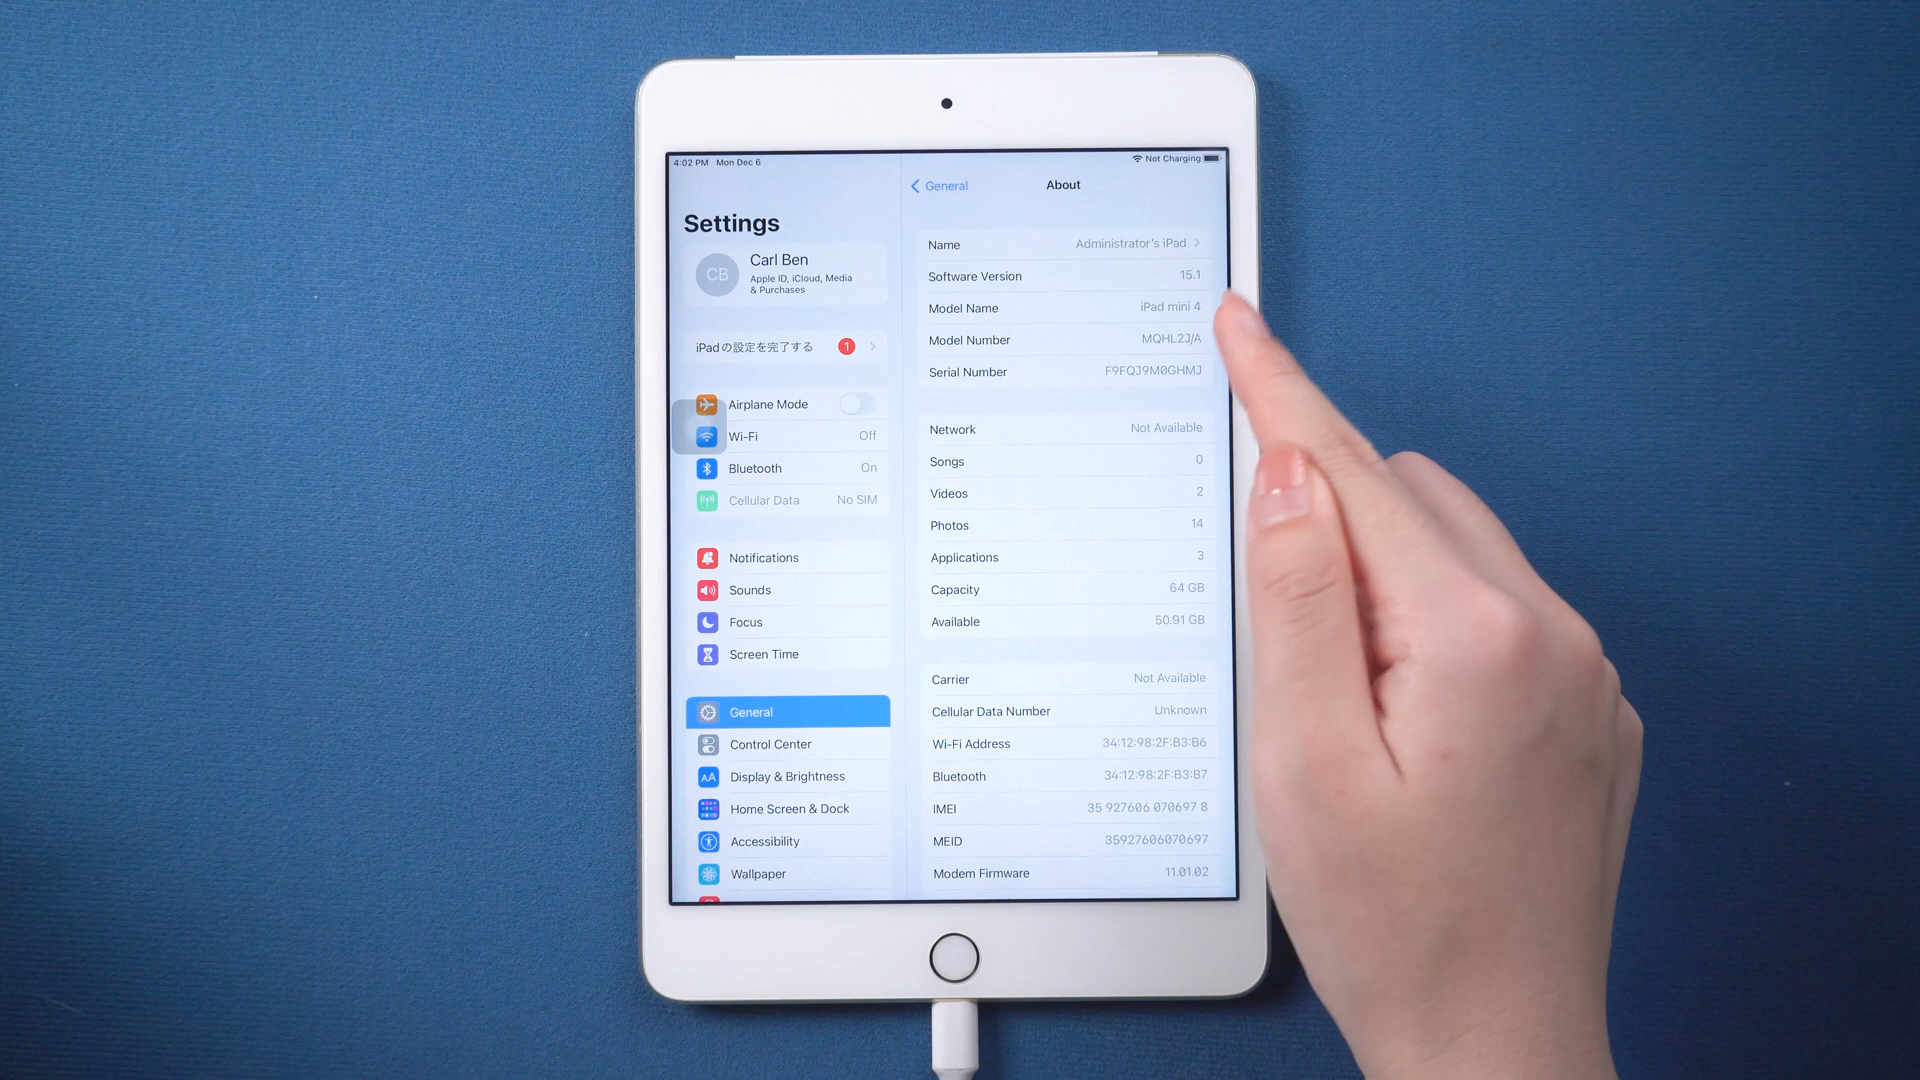 4:02 PM Mon Dec 6
Not Charging
Settings
CB
Carl Ben
Apple ID, iCloud, Media
& Purchases
iPadの設定を完了する 1
Airplane Mode
Wi-Fi Off
Bluetooth On
Cellular Data No SIM
Notifications
Sounds
Focus
Screen Time
General
Control Center
AA Display & Brightness
Home Screen & Dock
Accessibility
Wallpaper
General
About
Name Administrator's iPad
Software Version 15.1
Model Name iPad mini 4
Model Number MQHL2J/A
Serial Number F9FQJ9M0GHMJ
Network Not Available
Songs 0
Videos 2
Photos 14
Applications 3
Capacity 64 GB
Available 50.91 GB
Carrier Not Available
Cellular Data Number Unknown
Wi-Fi Address 34:12:98:2F:B3:B6
Bluetooth 34:12:98:2F:B3:B7
IMEI 35 927606 070697 8
MEID 35927606070697
Modem Firmware 11.01.02